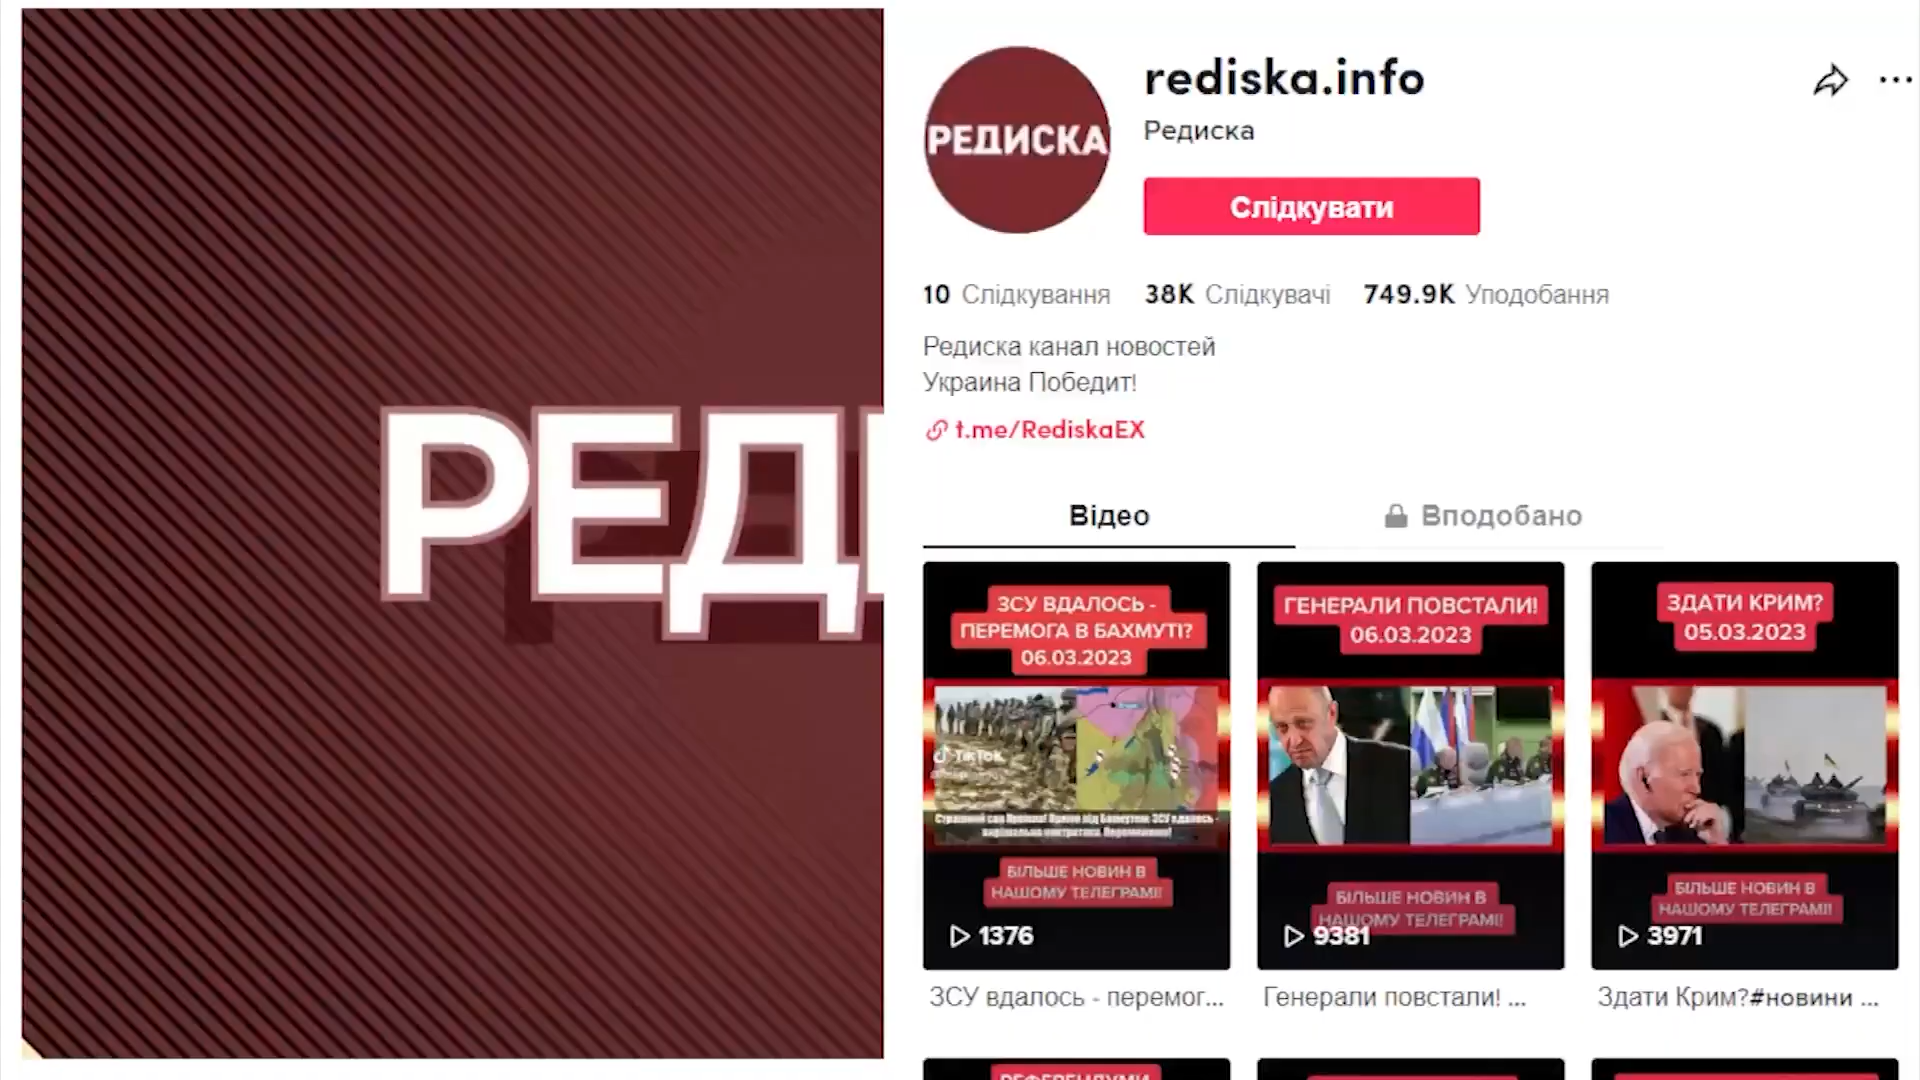 РЕД
РЕДИСКА
rediska.info
Редиска
Слідкувати
10 Слідкування 38K Слідкувачі 749.9K Уподобання
Редиска канал новостей
Украина Победит!
t.me/RediskaEX
Відео
Вподобано
ЗСУ ВДАЛОСЬ -
ПЕРЕМОГА В БАХМУТІ?
06.03.2023
TikTok
БІЛЬШЕ НОВИН В
НАШОМУ ТЕЛЕГРАМІ!
1376
ЗСУ вдалось - перемог...
ГЕНЕРАЛИ ПОВСТАЛИ!
06.03.2023
БІЛЬШЕ НОВИН В
НАШОМУ ТЕЛЕГРАМІ!
9381
Генерали повстали! ...
ЗДАТИ КРИМ?
05.03.2023
БІЛЬШЕ НОВИН В
НАШОМУ ТЕЛЕГРАМІ!
3971
Здати Крим?#новини ...